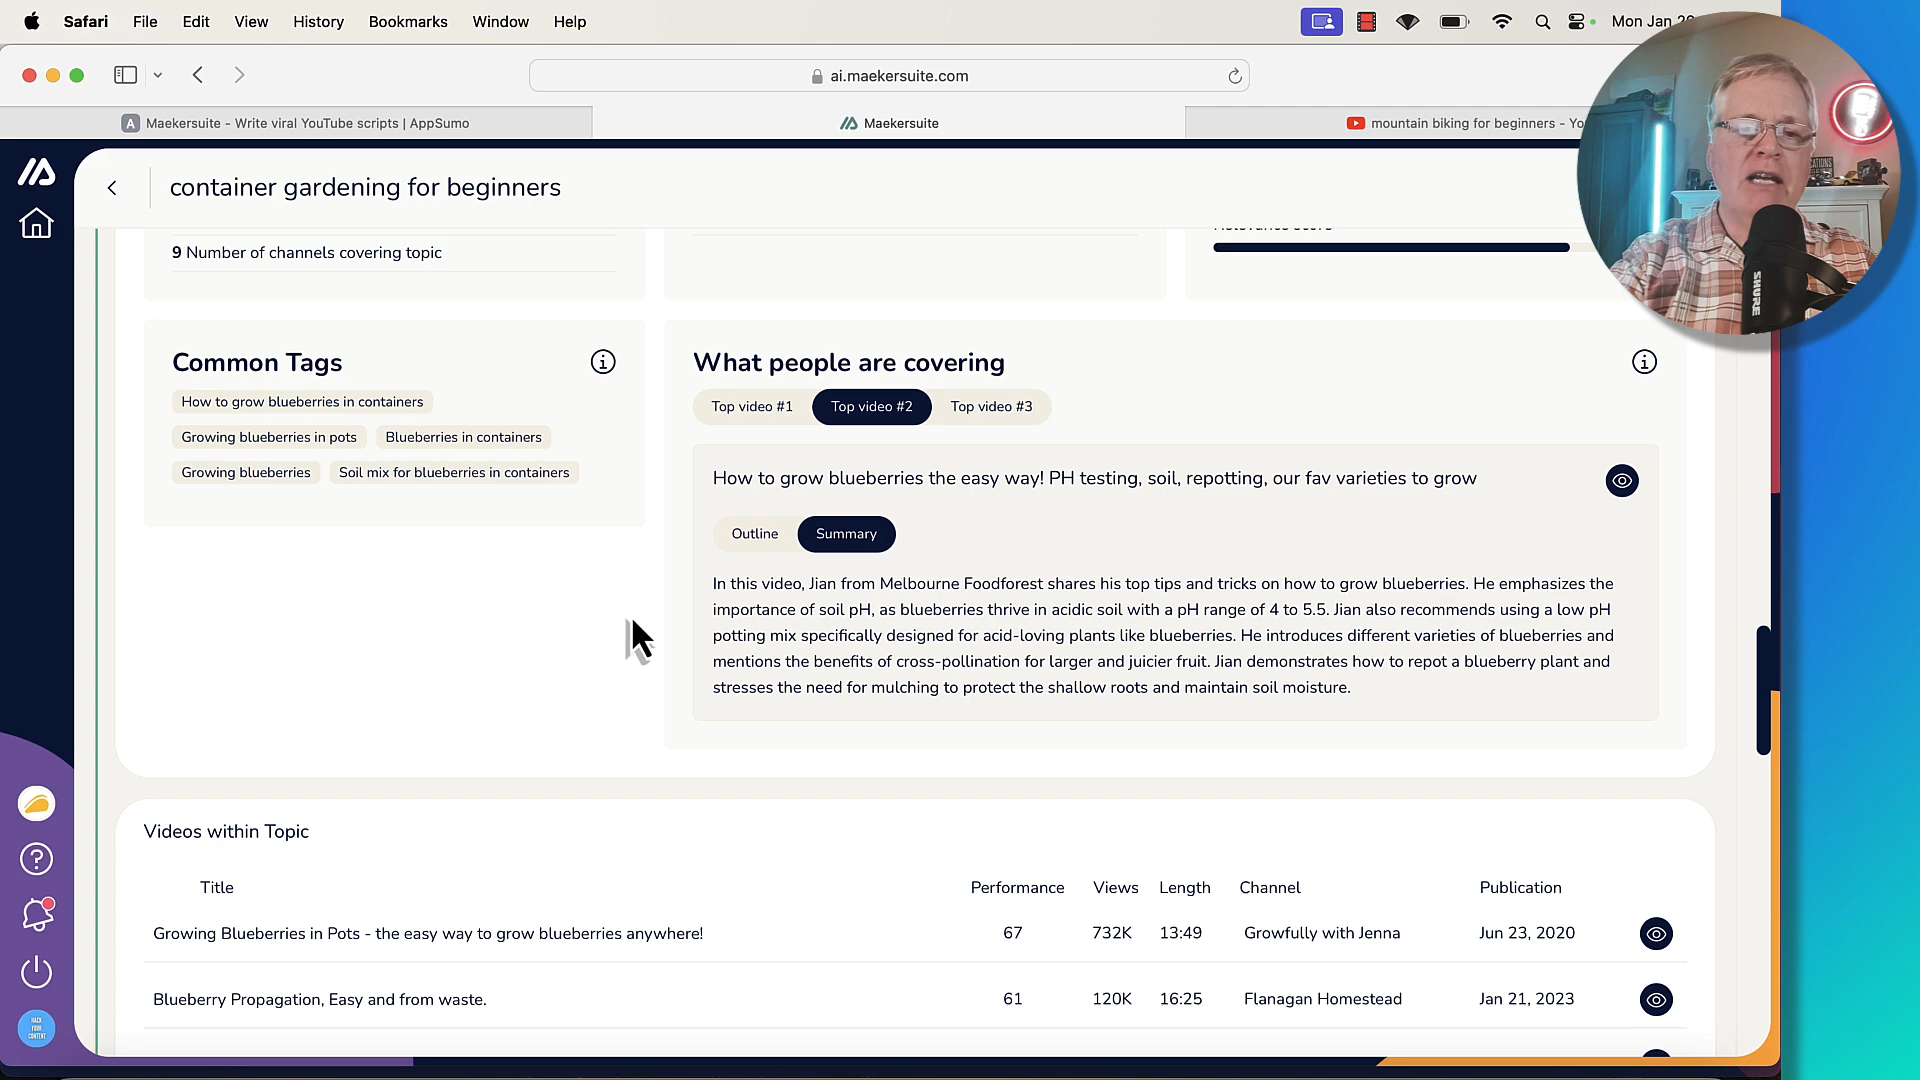 Safari File Edit View History Bookmarks Window Help
Mon Jan
ai.maekersuite.com
Maekersuite - Write viral YouTube scripts | AppSumo
Maekersuite
mountain biking for beginners - Yo
container gardening for beginners
9 Number of channels covering topic
Relevance score
Common Tags
How to grow blueberries in containers
Growing blueberries in pots
Blueberries in containers
Growing blueberries
Soil mix for blueberries in containers
What people are covering
Top video #1
Top video #2
Top video #3
How to grow blueberries the easy way! PH testing, soil, repotting, our fav varieties to grow
Outline
Summary
In this video, Jian from Melbourne Foodforest shares his top tips and tricks on how to grow blueberries. He emphasizes the
importance of soil pH, as blueberries thrive in acidic soil with a pH range of 4 to 5.5. Jian also recommends using a low pH
potting mix specifically designed for acid-loving plants like blueberries. He introduces different varieties of blueberries and
mentions the benefits of cross-pollination for larger and juicier fruit. Jian demonstrates how to repot a blueberry plant and
stresses the need for mulching to protect the shallow roots and maintain soil moisture.
Videos within Topic
Title Performance Views Length Channel Publication
Growing Blueberries in Pots - the easy way to grow blueberries anywhere! 67 732K 13:49 Growfully with Jenna Jun 23, 2020
Blueberry Propagation, Easy and from waste. 61 120K 16:25 Flanagan Homestead Jan 21, 2023
HACK
YOUR
CONTENT
SHURE